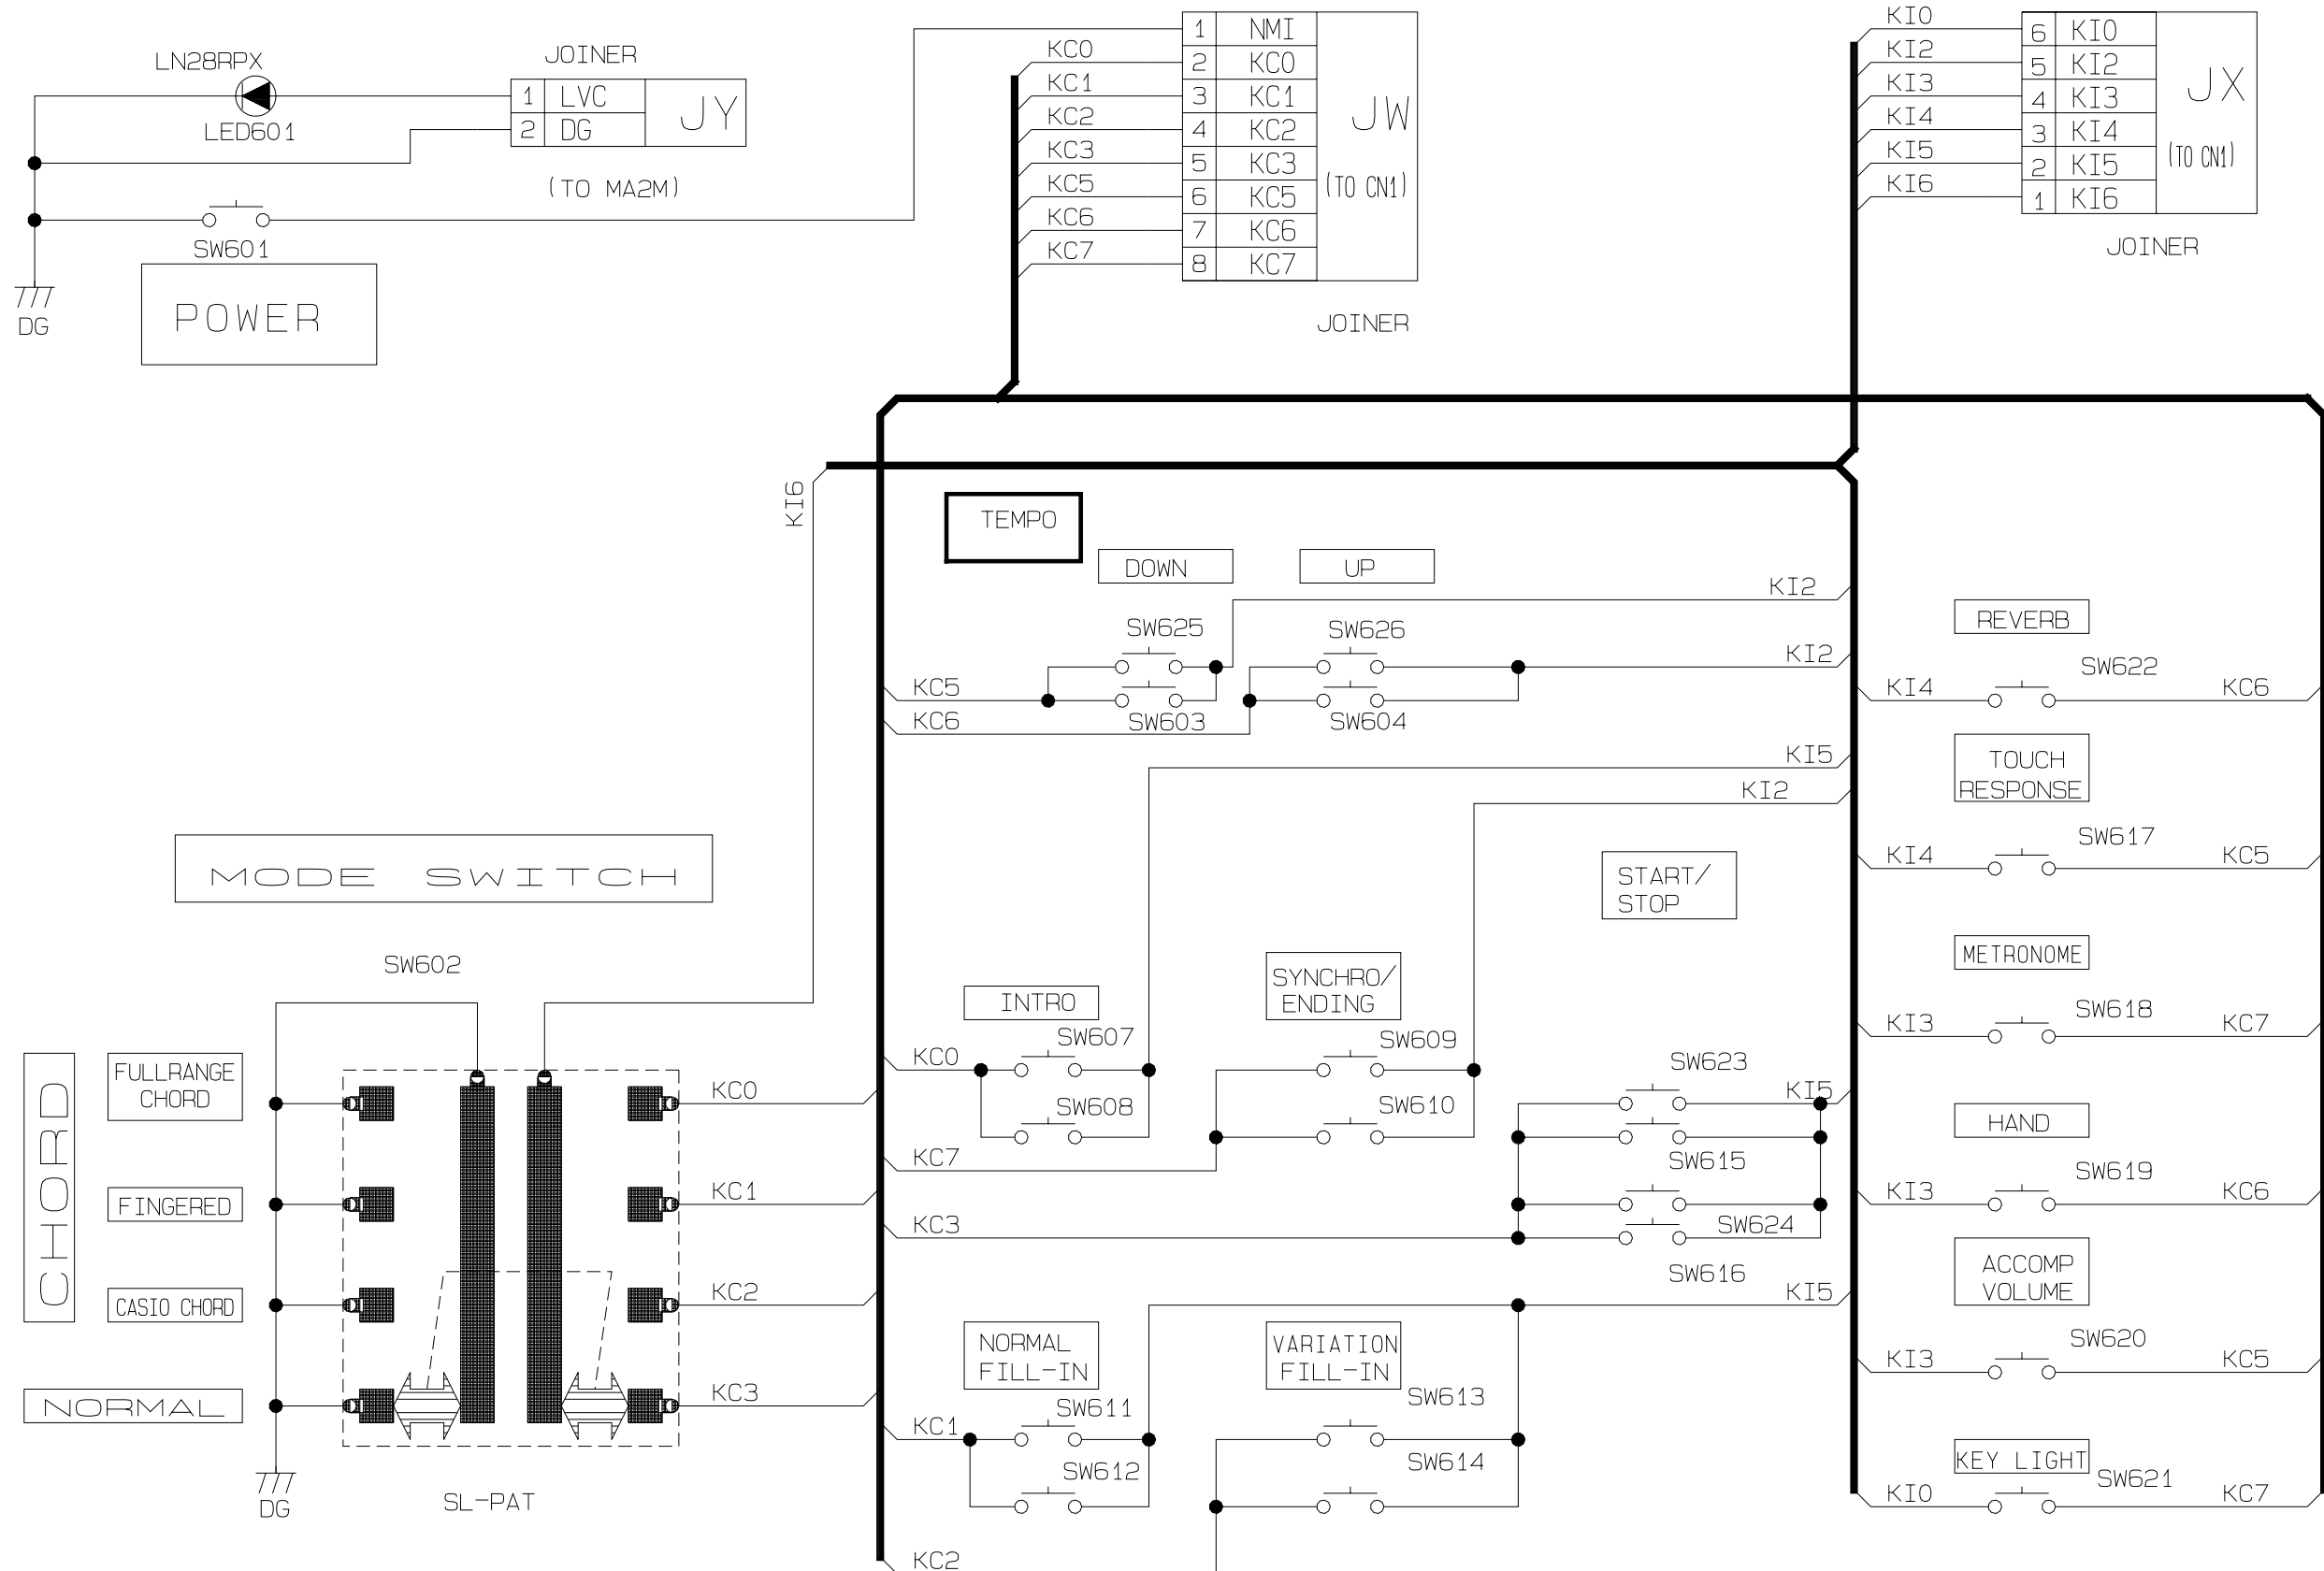 LN28RPX
LED601
JOINER
1 LVC
2 DG
JY
(TO MA2M)
SW601
POWER
DG
KC0
KC1
KC2
KC3
KC5
KC6
KC7
1 NMI
2 KC0
3 KC1
4 KC2
5 KC3
6 KC5
7 KC6
8 KC7
JW
(TO CN1)
JOINER
KI0
KI2
KI3
KI4
KI5
KI6
6 KI0
5 KI2
4 KI3
3 KI4
2 KI5
1 KI6
JX
(TO CN1)
JOINER
KI6
TEMPO
DOWN
UP
KI2
SW625
SW626
KI2
KC5
KC6
SW603
SW604
KI5
KI2
START/
STOP
SYNCHRO/
ENDING
INTRO
SW607
SW609
KC0
SW623
KI5
SW608
SW610
KC7
SW615
KC3
SW624
SW616
KI5
NORMAL
FILL-IN
VARIATION
FILL-IN
SW611
SW613
KC1
SW612
SW614
KC2
MODE SWITCH
SW602
CHORD
FULLRANGE
CHORD
FINGERED
CASIO CHORD
NORMAL
KC0
KC1
KC2
KC3
DG
SL-PAT
REVERB
SW622
KI4
KC6
TOUCH
RESPONSE
SW617
KI4
KC5
METRONOME
SW618
KI3
KC7
HAND
SW619
KI3
KC6
ACCOMP
VOLUME
SW620
KI3
KC5
KEY LIGHT
SW621
KI0
KC7